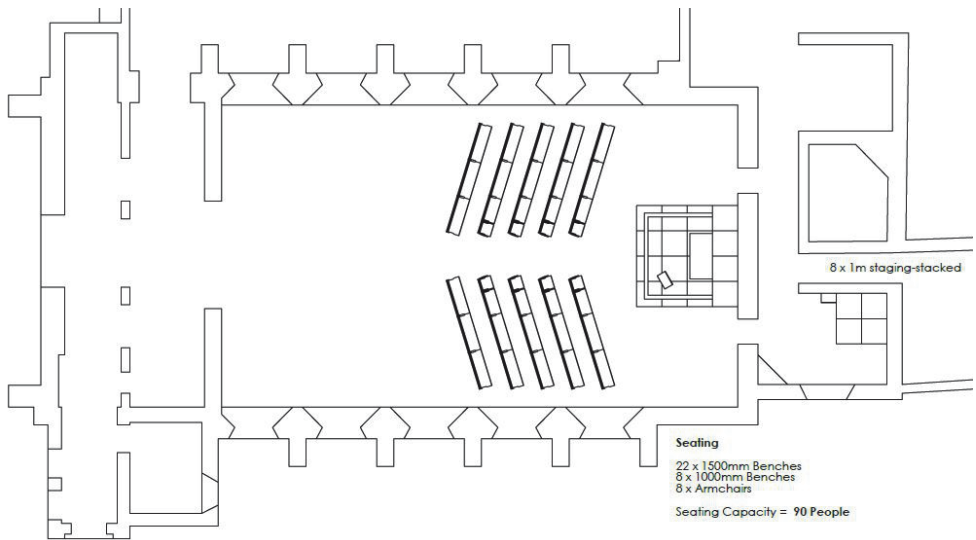 8 x 1m staging-stacked
Seating
22 x 1500mm Benches
8 x 1000mm Benches
8 x Armchairs
Seating Capacity = 90 People